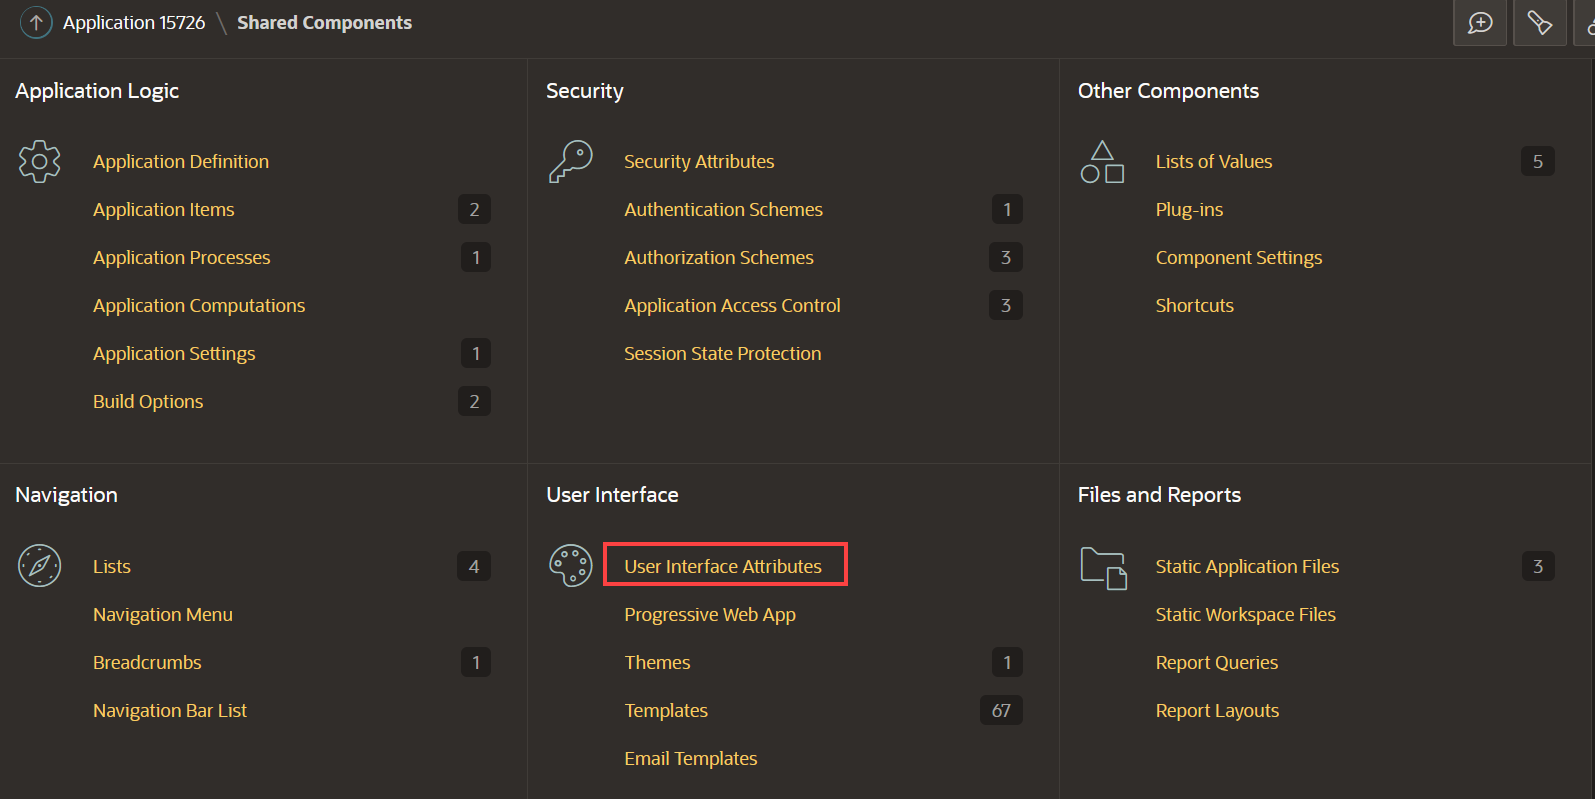 Application 15726 \ Shared Components
Application Logic
Application Definition
Application Items 2
Application Processes 1
Application Computations
Application Settings 1
Build Options 2
Security
Security Attributes
Authentication Schemes 1
Authorization Schemes 3
Application Access Control 3
Session State Protection
Other Components
Lists of Values 5
Plug-ins
Component Settings
Shortcuts
Navigation
Lists 4
Navigation Menu
Breadcrumbs 1
Navigation Bar List
User Interface
User Interface Attributes
Progressive Web App
Themes 1
Templates 67
Email Templates
Files and Reports
Static Application Files 3
Static Workspace Files
Report Queries
Report Layouts